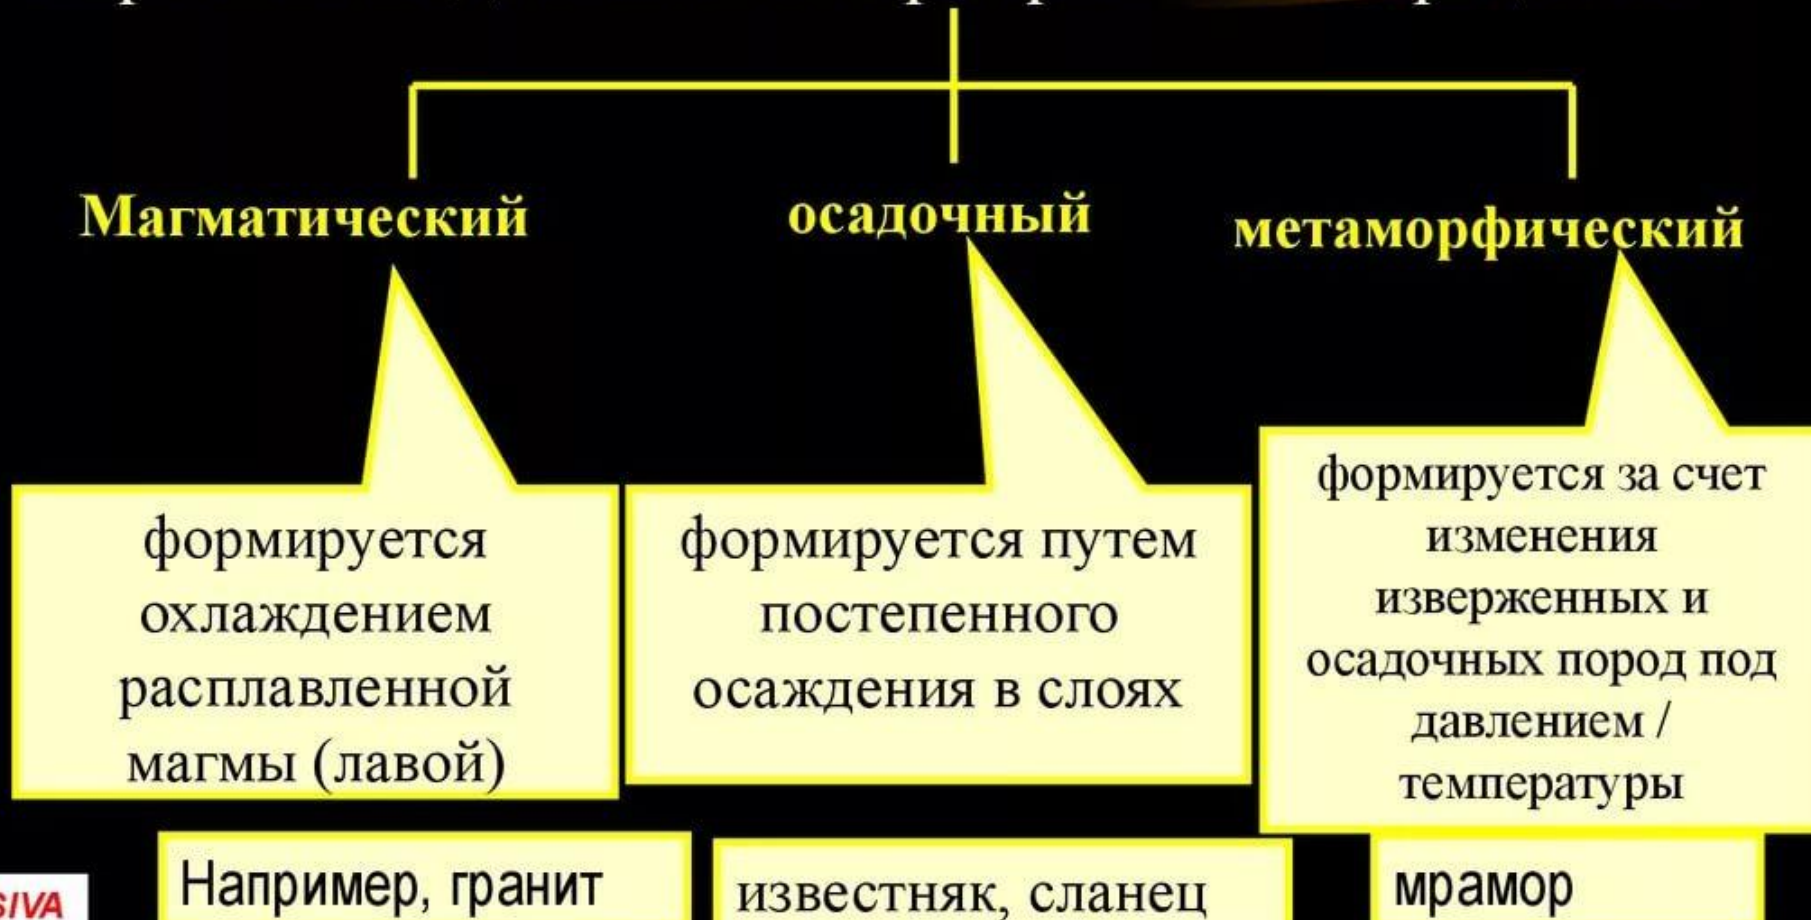 Магматический
осадочный
метаморфический
формируется
охлаждением
расплавленной
магмы (лавой)
формируется путем
постепенного
осаждения в слоях
формируется за счет
изменения
изверженных и
осадочных пород под
давлением /
температуры
Например, гранит
известняк, сланец
мрамор